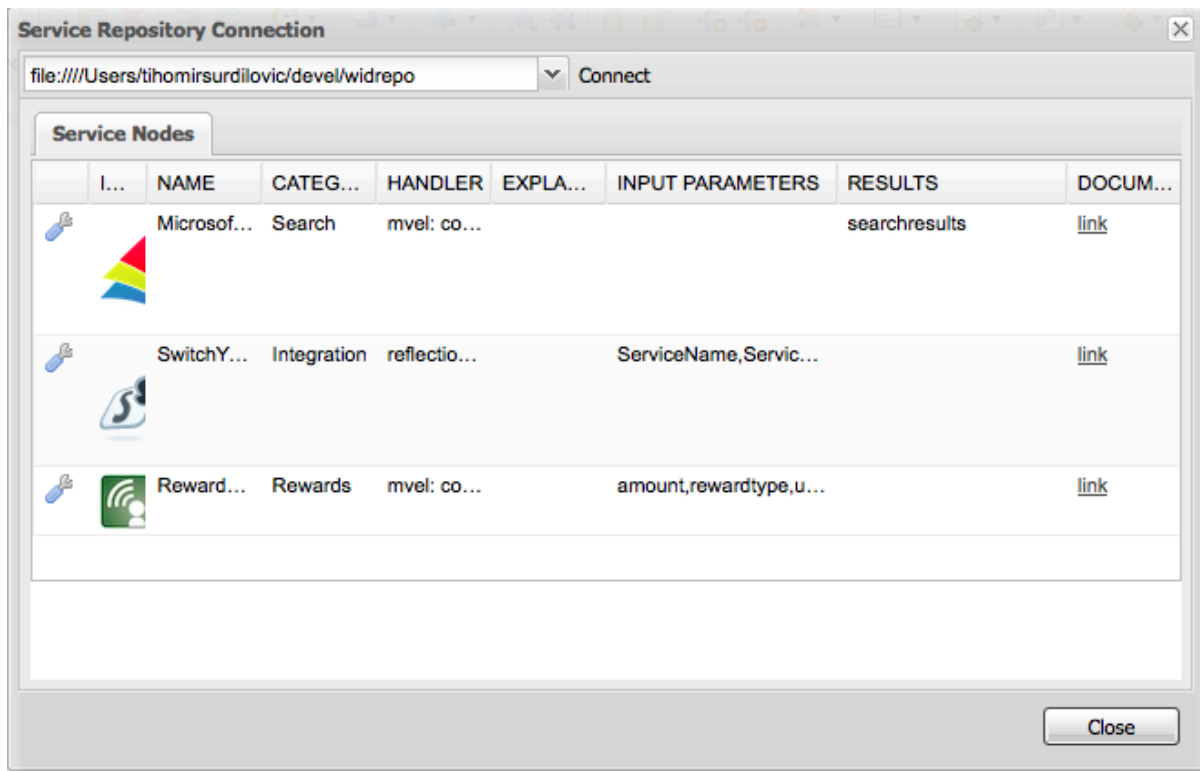 Service Repository Connection
file:////Users/tihomirsurdilovic/devel/widrepo Connect
Service Nodes
I... NAME CATEG... HANDLER EXPLA... INPUT PARAMETERS RESULTS DOCUM...
Microsof... Search mvel: co... searchresults link
SwitchY... Integration reflectio... ServiceName,Servic... link
Reward... Rewards mvel: co... amount,rewardtype,u... link
Close